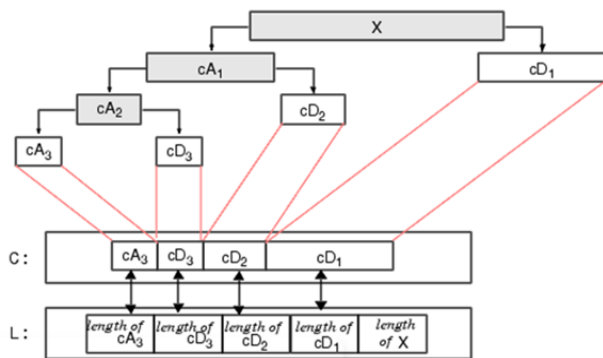 X
cA₁
cD₁
cA₂
cD₂
cA₃
cD₃
C:
cA₃ cD₃ cD₂ cD₁
L:
length of length of length of length of length
cA₃ cD₃ cD₂ cD₁ of X